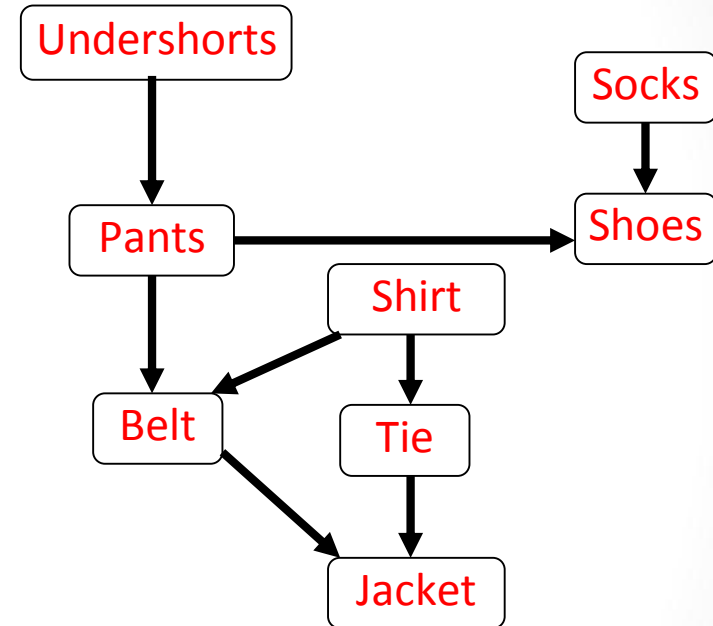 Undershorts
Socks
Pants
Shoes
Shirt
Belt
Tie
Jacket